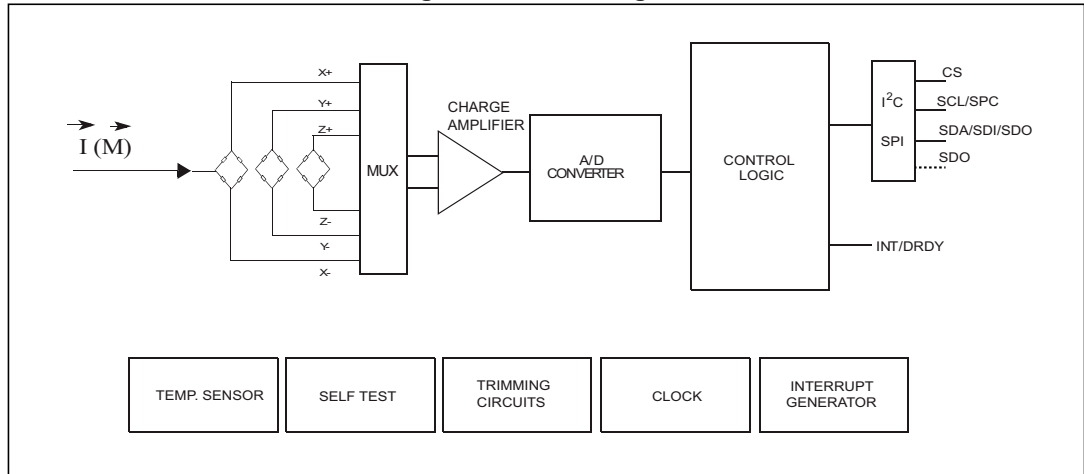 X+
Y+
Z+
I (M)
MUX
Z-
Y-
X-
CHARGE
AMPLIFIER
A/D
CONVERTER
CONTROL
LOGIC
I²C
SPI
CS
SCL/SPC
SDA/SDI/SDO
SDO
INT/DRDY
TEMP. SENSOR
SELF TEST
TRIMMING
CIRCUITS
CLOCK
INTERRUPT
GENERATOR